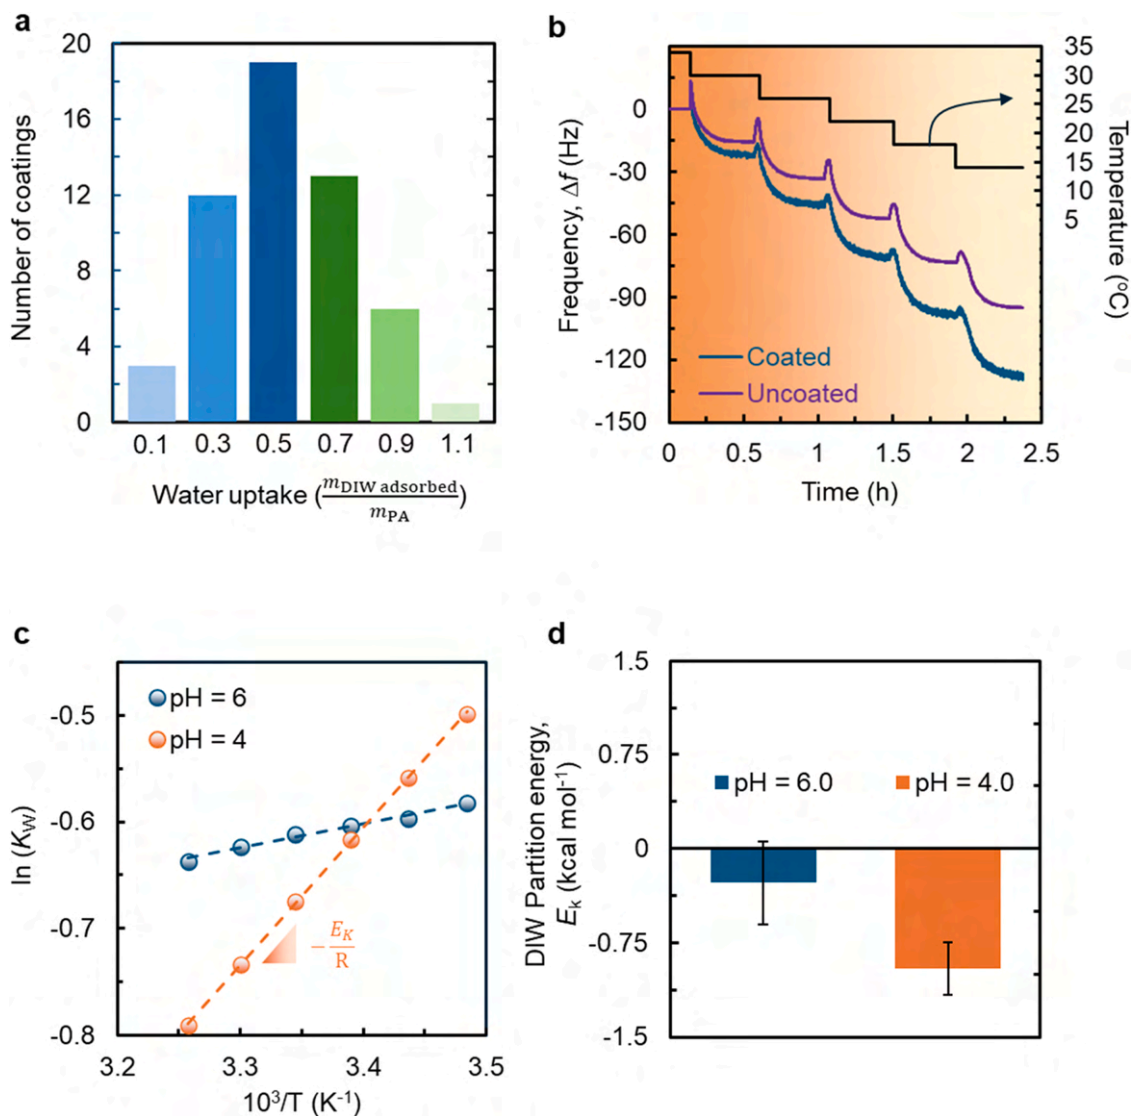 a
20
16
12
8
4
0
0.1 0.3 0.5 0.7 0.9 1.1
Number of coatings
Water uptake (m_DIW adsorbed/m_PA)
b
0
-30
-60
-90
-120
-150
Frequency, Δf (Hz)
Coated
Uncoated
0 0.5 1 1.5 2 2.5
Time (h)
35
30
25
20
15
10
5
Temperature (°C)
c
pH = 6
pH = 4
-0.5
-0.6
-0.7
-0.8
ln (K_W)
−E_K/R
3.2 3.3 3.4 3.5
10³/T (K⁻¹)
d
1.5
0.75
0
-0.75
-1.5
DIW Partition energy,
E_k (kcal mol⁻¹)
pH = 6.0 pH = 4.0